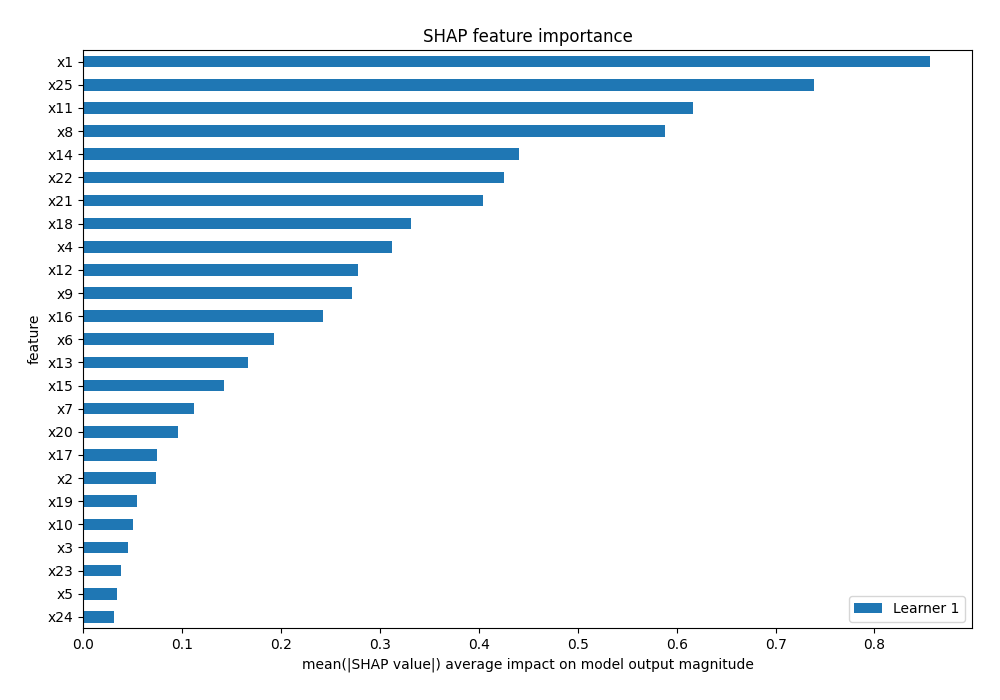 SHAP feature importance
x1
x25
x11
x8
x14
x22
x21
x18
x4
x12
x9
x16
x6
x13
x15
x7
x20
x17
x2
x19
x10
x3
x23
x5
x24
feature
Learner 1
0.0 0.1 0.2 0.3 0.4 0.5 0.6 0.7 0.8
mean(|SHAP value|) average impact on model output magnitude